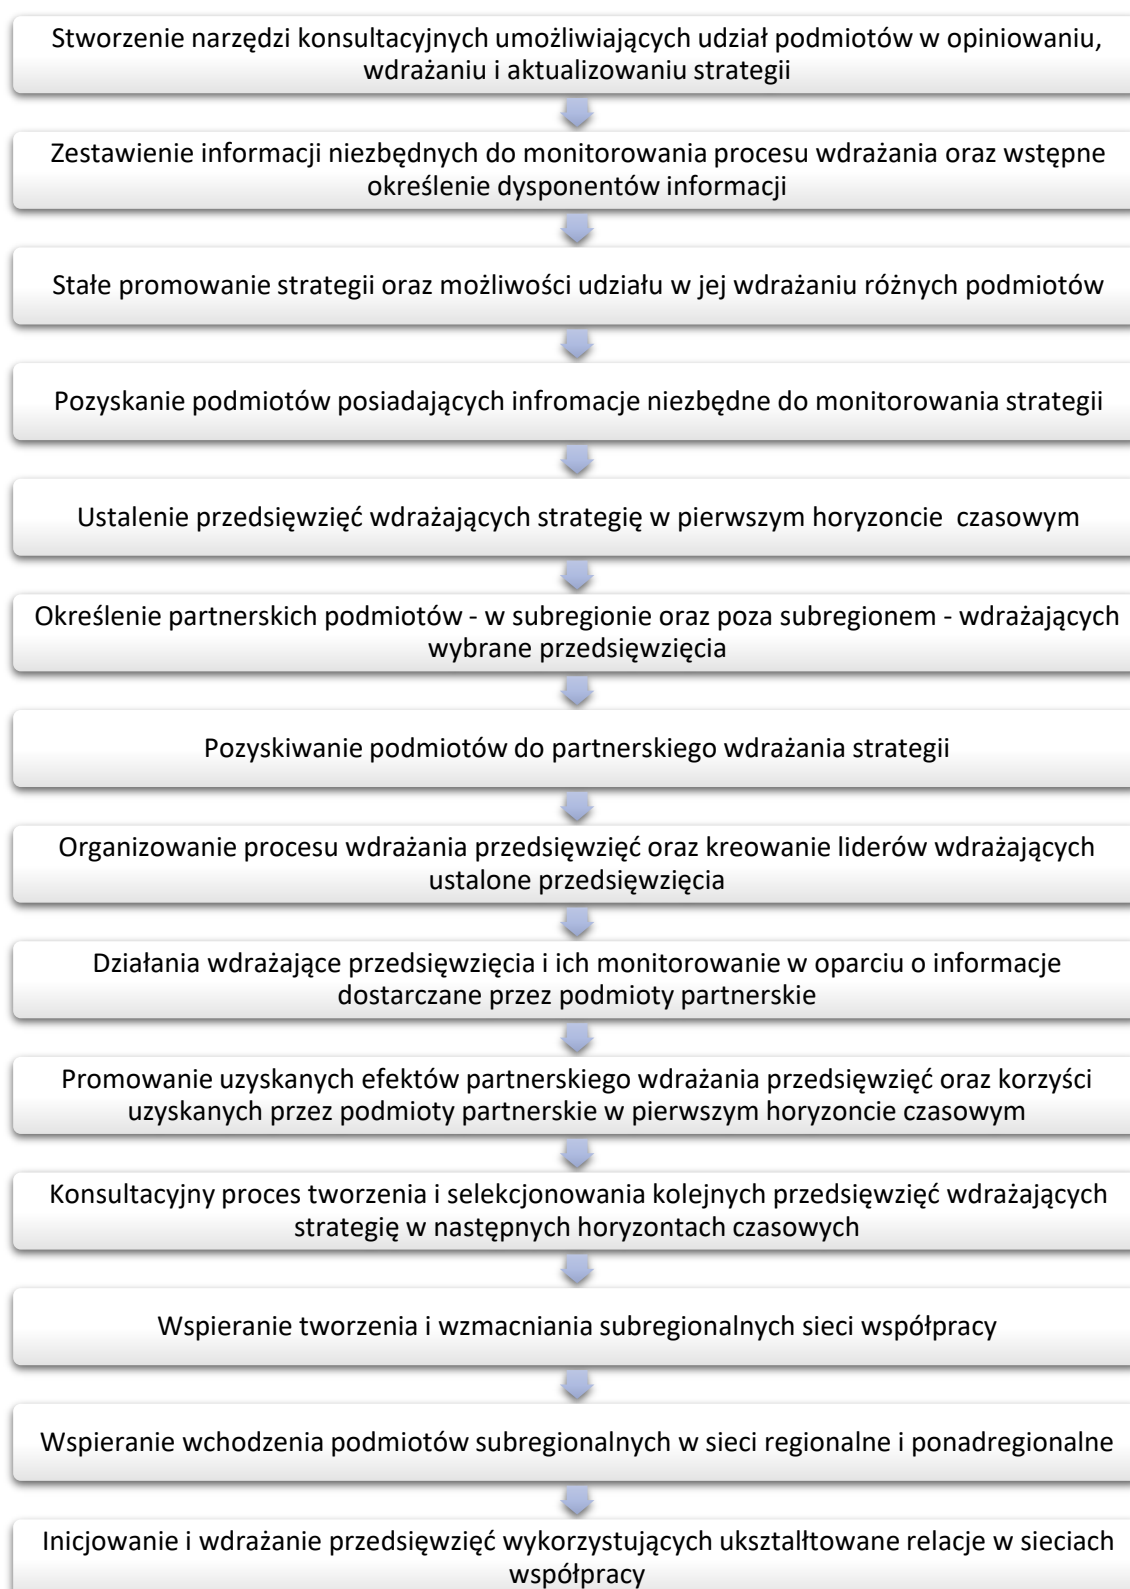 Stworzenie narzędzi konsultacyjnych umożliwiających udział podmiotów w opiniowaniu,
wdrażaniu i aktualizowaniu strategii
Zestawienie informacji niezbędnych do monitorowania procesu wdrażania oraz wstępne
określenie dysponentów informacji
Stałe promowanie strategii oraz możliwości udziału w jej wdrażaniu różnych podmiotów
Pozyskanie podmiotów posiadających infromacje niezbędne do monitorowania strategii
Ustalenie przedsięwzięć wdrażających strategię w pierwszym horyzoncie czasowym
Określenie partnerskich podmiotów - w subregionie oraz poza subregionem - wdrażających
wybrane przedsięwzięcia
Pozyskiwanie podmiotów do partnerskiego wdrażania strategii
Organizowanie procesu wdrażania przedsięwzięć oraz kreowanie liderów wdrażających
ustalone przedsięwzięcia
Działania wdrażające przedsięwzięcia i ich monitorowanie w oparciu o informacje
dostarczane przez podmioty partnerskie
Promowanie uzyskanych efektów partnerskiego wdrażania przedsięwzięć oraz korzyści
uzyskanych przez podmioty partnerskie w pierwszym horyzoncie czasowym
Konsultacyjny proces tworzenia i selekcjonowania kolejnych przedsięwzięć wdrażających
strategię w następnych horyzontach czasowych
Wspieranie tworzenia i wzmacniania subregionalnych sieci współpracy
Wspieranie wchodzenia podmiotów subregionalnych w sieci regionalne i ponadregionalne
Inicjowanie i wdrażanie przedsięwzięć wykorzystujących ukształtowane relacje w sieciach
współpracy